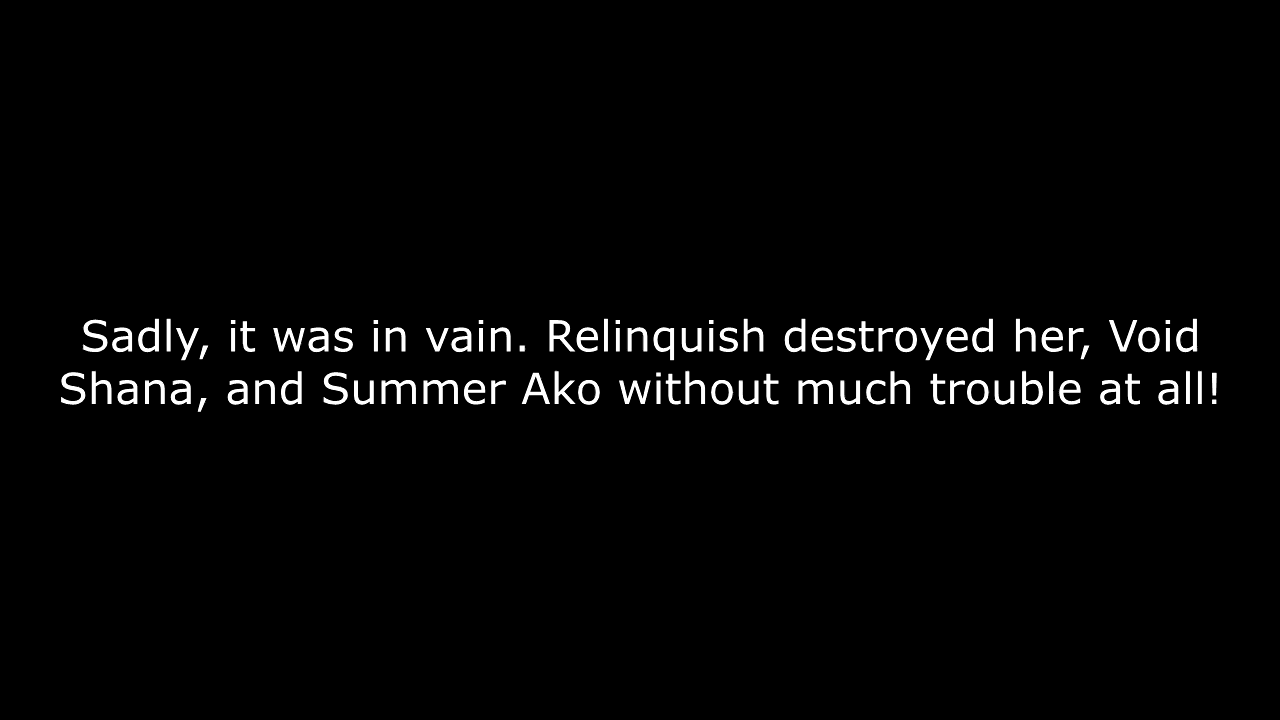 Sadly, it was in vain. Relinquish destroyed her, Void
Shana, and Summer Ako without much trouble at all!